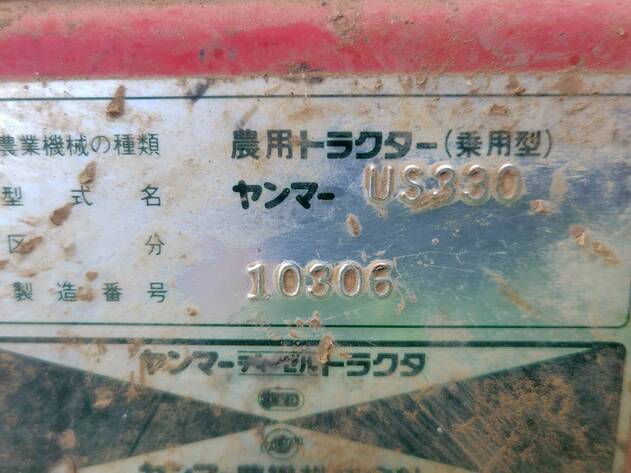 農業機械の種類 農用トラクター(乗用型)
型式名 ヤンマー US330
区分
製造番号 10306
ヤンマーディーゼルトラクタ